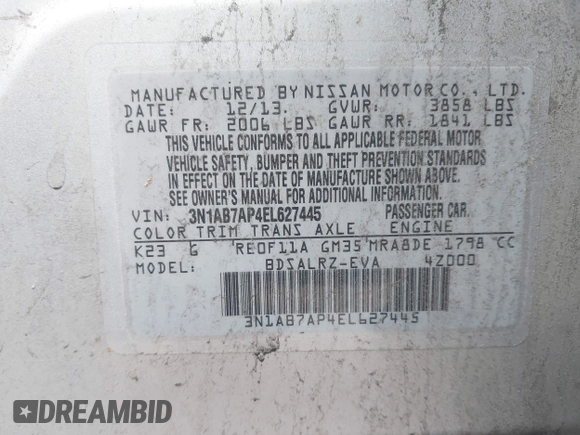 MANUFACTURED BY NISSAN MOTOR CO., LTD.
DATE: 12/13. GVWR: 3858 LBS
GAWR FR: 2006 LBS GAWR RR: 1841 LBS
THIS VEHICLE CONFORMS TO ALL APPLICABLE FEDERAL MOTOR
VEHICLE SAFETY, BUMPER AND THEFT PREVENTION STANDARDS
IN EFFECT ON THE DATE OF MANUFACTURE SHOWN ABOVE.
SEE OWNER'S MANUAL FOR ADDITIONAL INFORMATION.
VIN: 3N1AB7AP4EL627445 PASSENGER CAR.
COLOR TRIM TRANS AXLE ENGINE
K23 G RE0F11A GM35 MRA8DE 1798 CC
MODEL: BDSALRZ-EVA 4Z000
3N1AB7AP4EL627445
DREAMBID